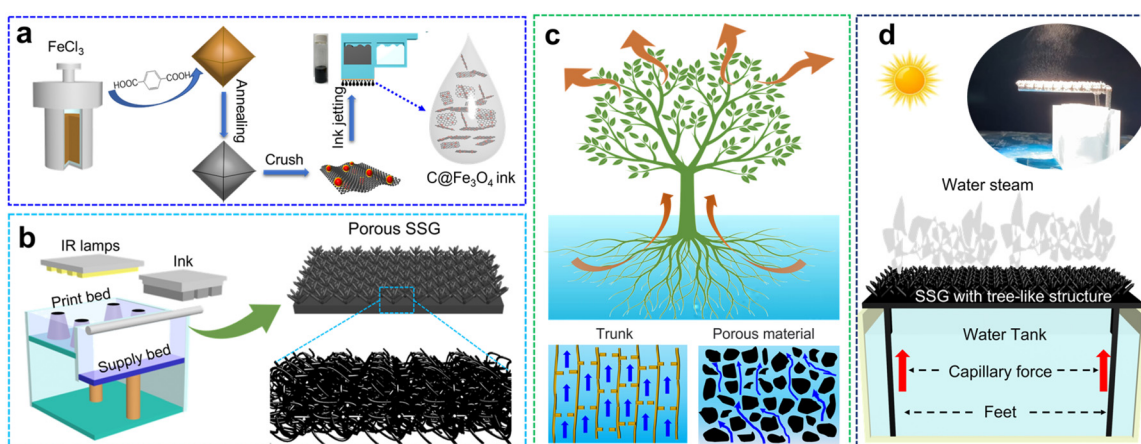 a
FeCl₃
HOOC
COOH
Annealing
Crush
Ink jetting
C@Fe₃O₄ ink
b
IR lamps
Ink
Print bed
Supply bed
Porous SSG
c
Trunk
Porous material
d
Water steam
SSG with tree-like structure
Water Tank
Capillary force
Feet